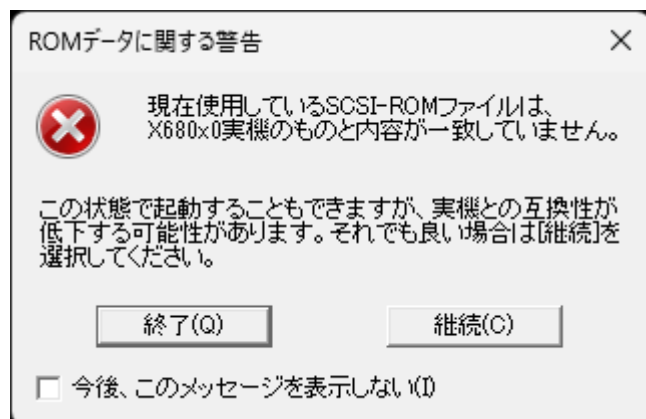 ROMデータに関する警告
現在使用しているSCSI-ROMファイルは、
X680x0実機のものと内容が一致していません。
この状態で起動することもできますが、実機との互換性が
低下する可能性があります。それでも良い場合は[継続]を
選択してください。
終了(Q)
継続(C)
今後、このメッセージを表示しない(I)